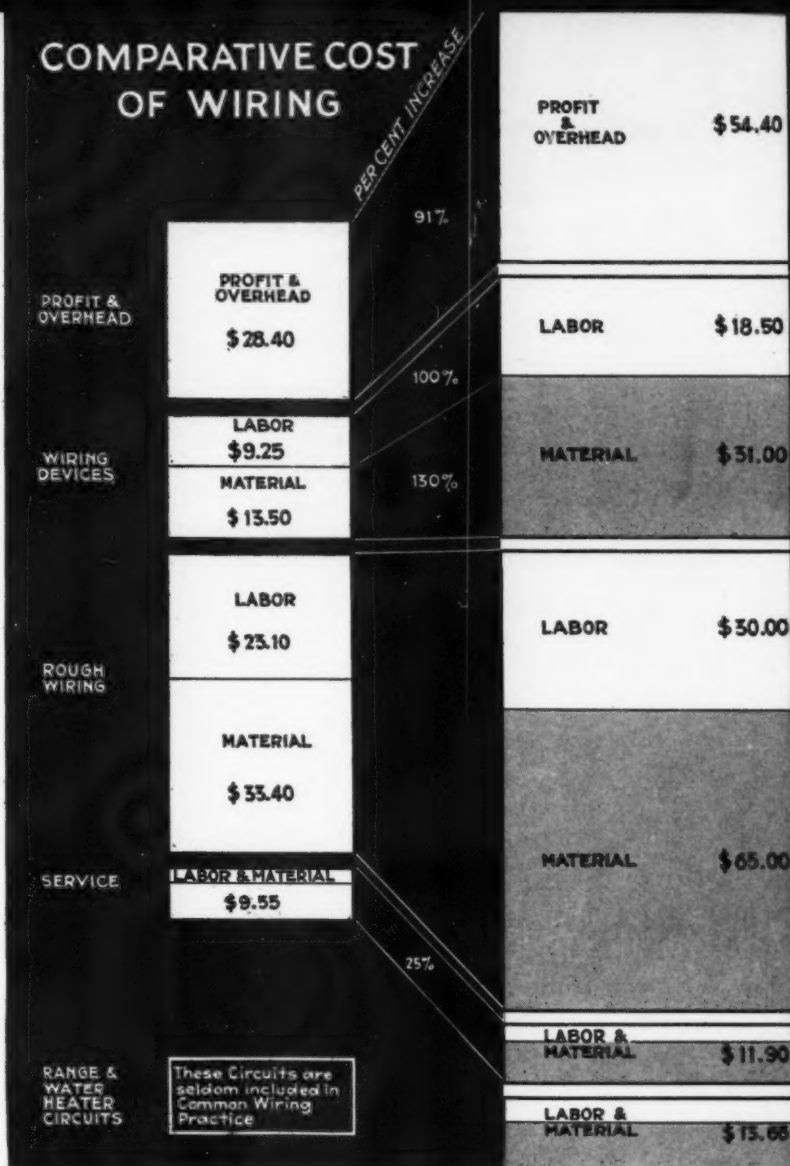 COMPARATIVE COST
OF WIRING
PER CENT INCREASE
PROFIT &
OVERHEAD
PROFIT &
OVERHEAD
$28.40
91%
PROFIT
&
OVERHEAD
$54.40
WIRING
DEVICES
LABOR
$9.25
MATERIAL
$13.50
100%
130%
LABOR $18.50
MATERIAL $31.00
ROUGH
WIRING
LABOR
$23.10
MATERIAL
$33.40
LABOR $30.00
MATERIAL $65.00
SERVICE
LABOR & MATERIAL
$9.55
25%
LABOR &
MATERIAL $11.90
RANGE &
WATER
HEATER
CIRCUITS
These Circuits are
seldom included in
Common Wiring
Practice
LABOR &
MATERIAL